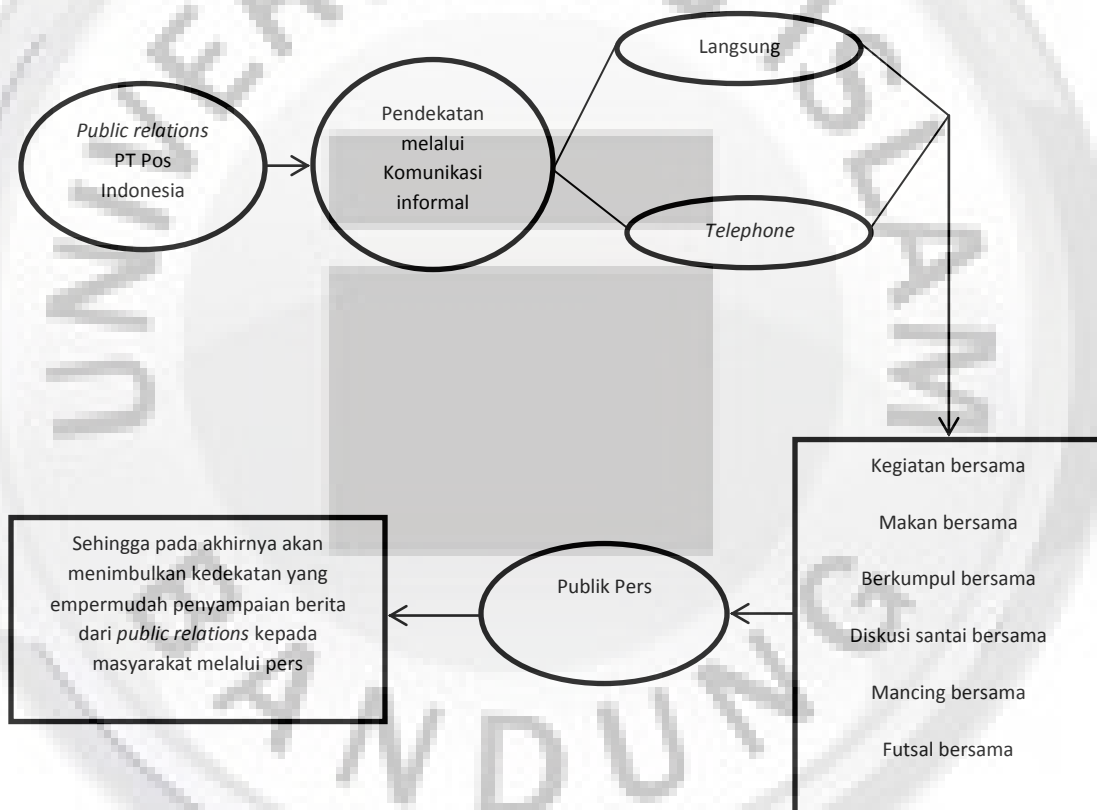 Langsung
Public relations
PT Pos
Indonesia
Pendekatan
melalui
Komunikasi
informal
Telephone
Kegiatan bersama
Makan bersama
Berkumpul bersama
Diskusi santai bersama
Mancing bersama
Futsal bersama
Publik Pers
Sehingga pada akhirnya akan
menimbulkan kedekatan yang
empermudah penyampaian berita
dari public relations kepada
masyarakat melalui pers
BANDUNG